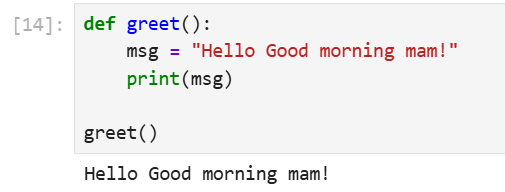 [14]: def greet():
    msg = "Hello Good morning mam!"
    print(msg)
greet()
Hello Good morning mam!